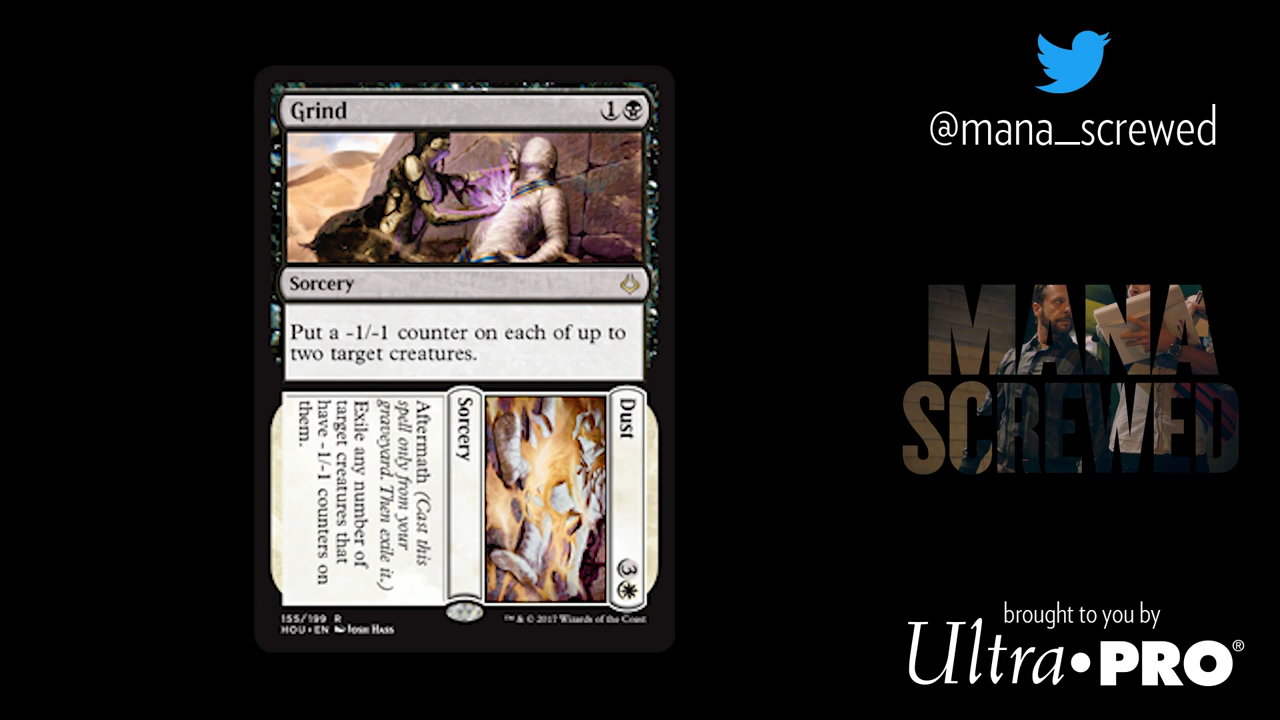 Grind 1
Sorcery
Put a -1/-1 counter on each of up to
two target creatures.
Dust 3
Sorcery
Aftermath (Cast this
spell only from your
graveyard. Then exile it.)
Exile any number of
target creatures that
have -1/-1 counters on
them.
155/199 R
HOU • EN Josh Hass
™ & © 2017 Wizards of the Coast
@mana_screwed
MANA
SCREWED
brought to you by
Ultra•PRO®